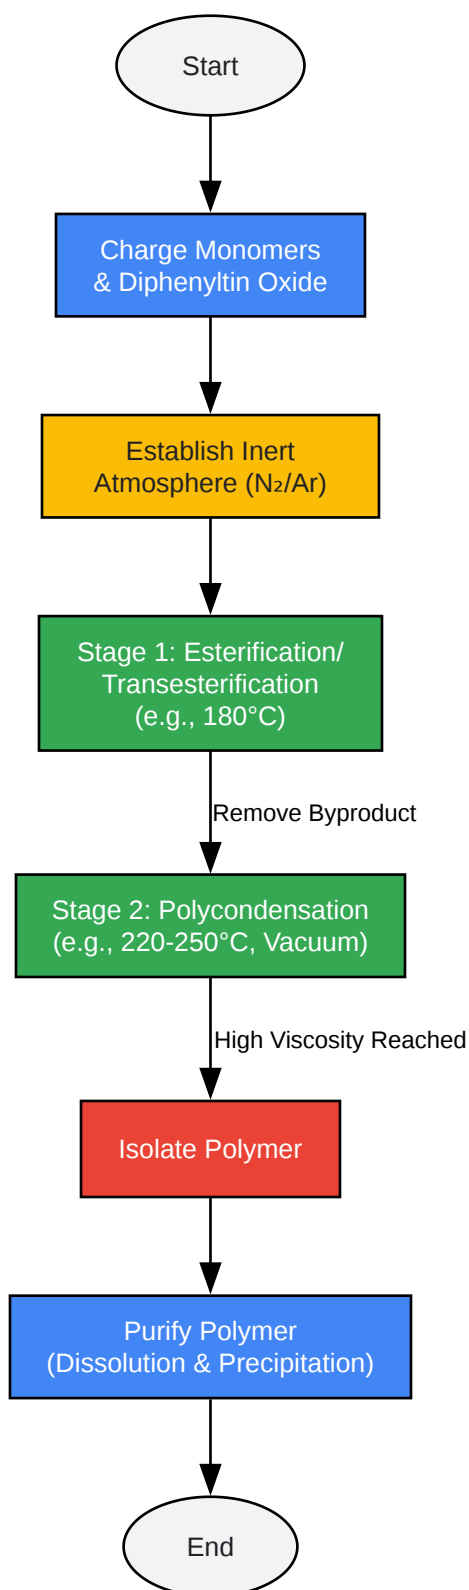 Start
Charge Monomers
& Diphenyltin Oxide
Establish Inert
Atmosphere (N₂/Ar)
Stage 1: Esterification/
Transesterification
(e.g., 180°C)
Remove Byproduct
Stage 2: Polycondensation
(e.g., 220-250°C, Vacuum)
High Viscosity Reached
Isolate Polymer
Purify Polymer
(Dissolution & Precipitation)
End